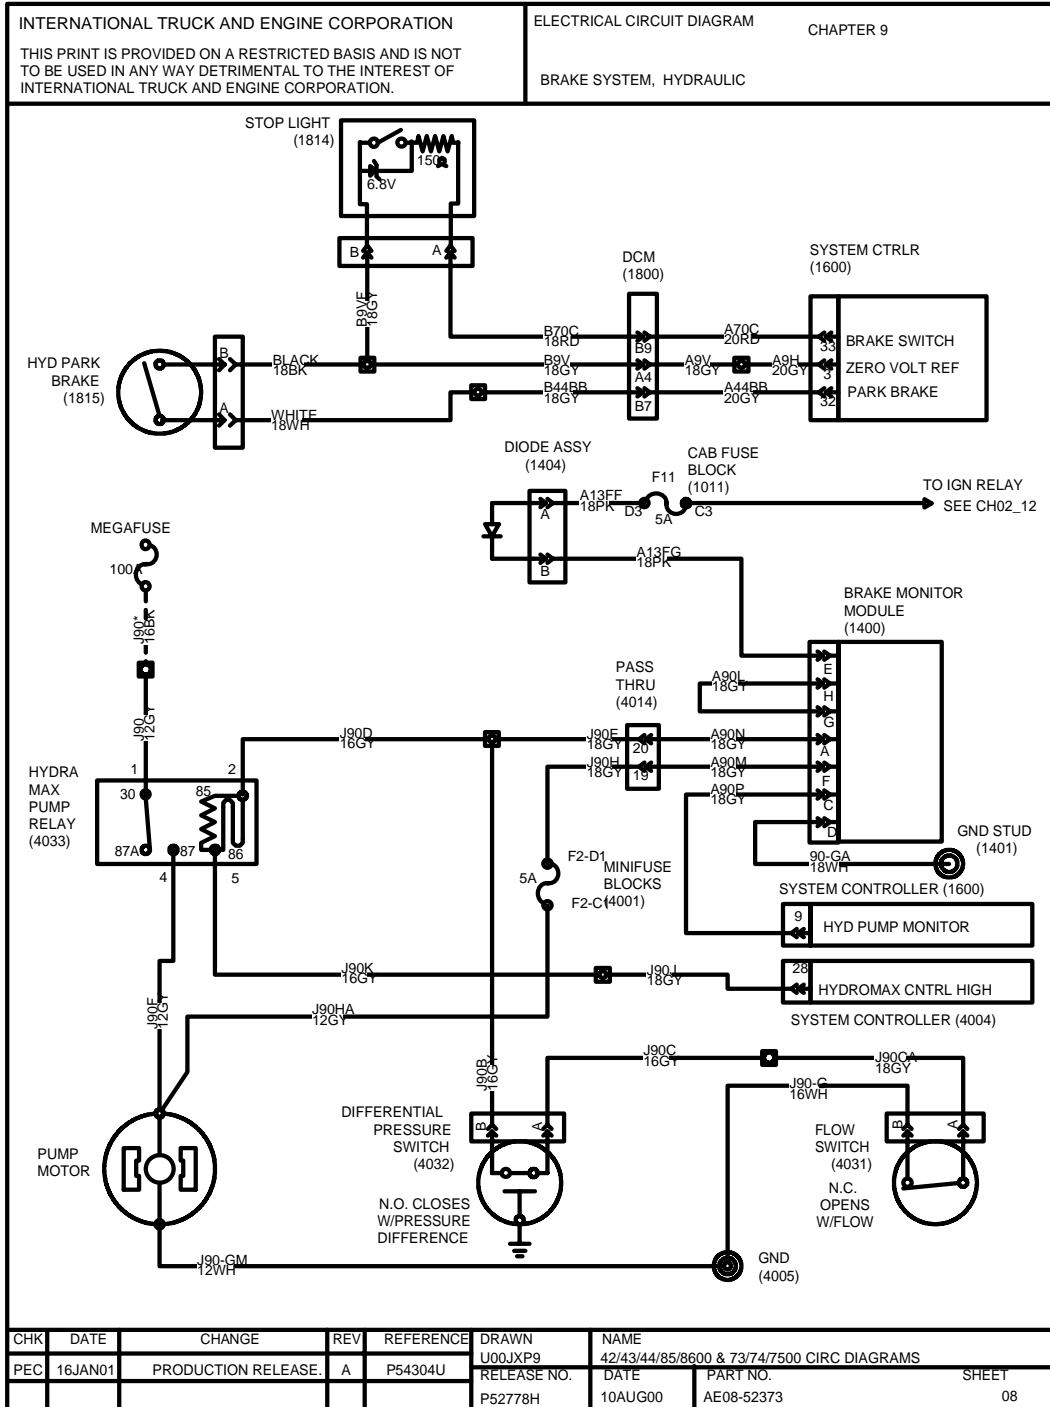 INTERNATIONAL TRUCK AND ENGINE CORPORATION
THIS PRINT IS PROVIDED ON A RESTRICTED BASIS AND IS NOT
TO BE USED IN ANY WAY DETRIMENTAL TO THE INTEREST OF
INTERNATIONAL TRUCK AND ENGINE CORPORATION.
ELECTRICAL CIRCUIT DIAGRAM
CHAPTER 9
BRAKE SYSTEM, HYDRAULIC
STOP LIGHT
(1814)
150Ω
6.8V
B
A
B9VF
18GY
DCM
(1800)
SYSTEM CTRLR
(1600)
B70C
18RD
B9
A70C
20RD
33
BRAKE SWITCH
HYD PARK
BRAKE
(1815)
B
BLACK
18BK
B9V
18GY
A4
A9V
18GY
A9H
20GY
3
ZERO VOLT REF
A
WHITE
18WH
B44BB
18GY
B7
A44BB
20GY
32
PARK BRAKE
DIODE ASSY
(1404)
CAB FUSE
BLOCK
(1011)
F11
A
A13FF
18PK
D3
5A
C3
TO IGN RELAY
SEE CH02_12
B
A13FG
18PK
MEGAFUSE
100A
J90*
16BK
J90
12GY
BRAKE MONITOR
MODULE
(1400)
E
H
G
A
F
C
D
PASS
THRU
(4014)
A90L
18GY
J90D
16GY
J90E
18GY
20
A90N
18GY
J90H
18GY
19
A90M
18GY
A90P
18GY
HYDRA
MAX
PUMP
RELAY
(4033)
1
2
30
85
87A
87
86
4
5
90-GA
18WH
GND STUD
(1401)
F2-D1
5A
F2-C1
MINIFUSE
BLOCKS
(4001)
SYSTEM CONTROLLER (1600)
9
HYD PUMP MONITOR
28
HYDROMAX CNTRL HIGH
SYSTEM CONTROLLER (4004)
J90K
16GY
J90J
18GY
J90F
12GY
J90HA
12GY
J90B
16GY
J90C
16GY
J90CA
18GY
J90-G
16WH
DIFFERENTIAL
PRESSURE
SWITCH
(4032)
B
A
N.O. CLOSES
W/PRESSURE
DIFFERENCE
FLOW
SWITCH
(4031)
B
A
N.C.
OPENS
W/FLOW
PUMP
MOTOR
J90-GM
12WH
GND
(4005)
CHK DATE CHANGE REV REFERENCE
PEC 16JAN01 PRODUCTION RELEASE. A P54304U
DRAWN
U00JXP9
NAME
42/43/44/85/8600 & 73/74/7500 CIRC DIAGRAMS
RELEASE NO.
P52778H
DATE
10AUG00
PART NO.
AE08-52373
SHEET
08